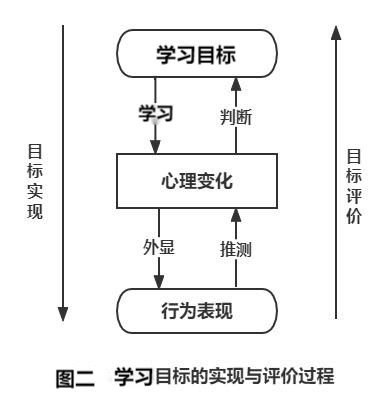 学习目标
学习
判断
目标实现
心理变化
目标评价
外显
推测
行为表现
图二 学习目标的实现与评价过程